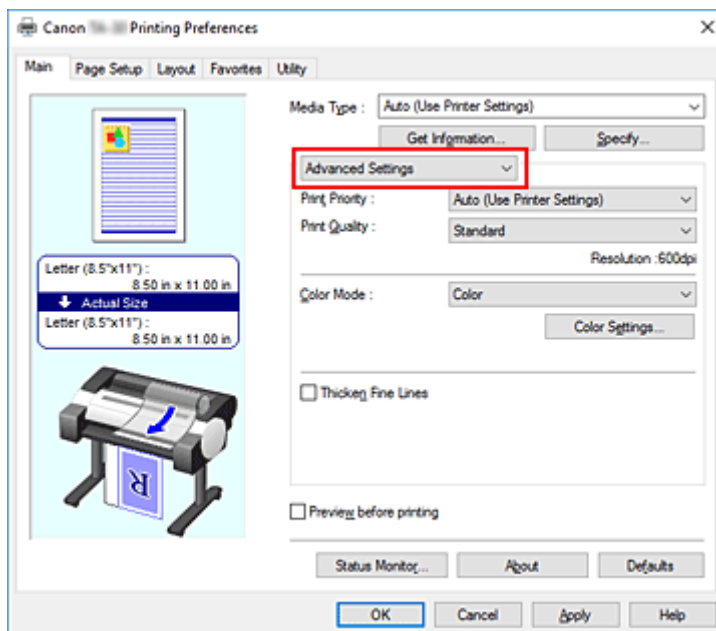 Canon Printing Preferences
Main Page Setup Layout Favorites Utility
Media Type : Auto (Use Printer Settings)
Get Information... Specify...
Advanced Settings
Print Priority : Auto (Use Printer Settings)
Print Quality : Standard
Resolution :600dpi
Color Mode : Color
Color Settings...
Thicken Fine Lines
Letter (8.5"x11") :
8.50 in x 11.00 in
Actual Size
Letter (8.5"x11") :
8.50 in x 11.00 in
R
Preview before printing
Status Monitor... About Defaults
OK Cancel Apply Help